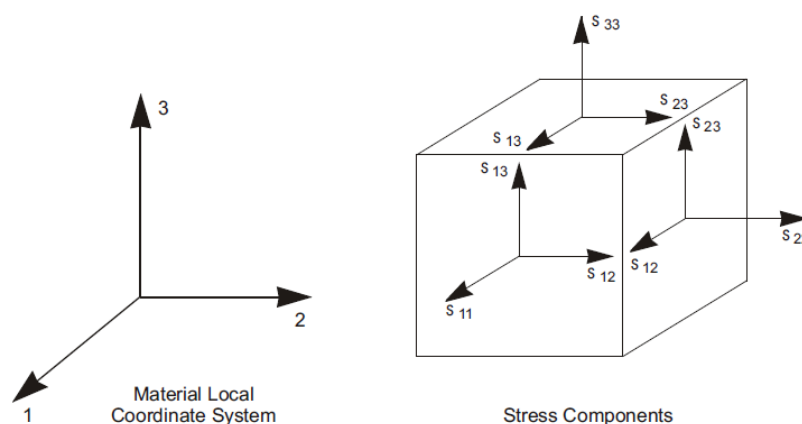 s 33
3
s 23
s 13
s 23
s 13
s 2
s 12
s 12
2
s 11
1
Material Local
Coordinate System
Stress Components